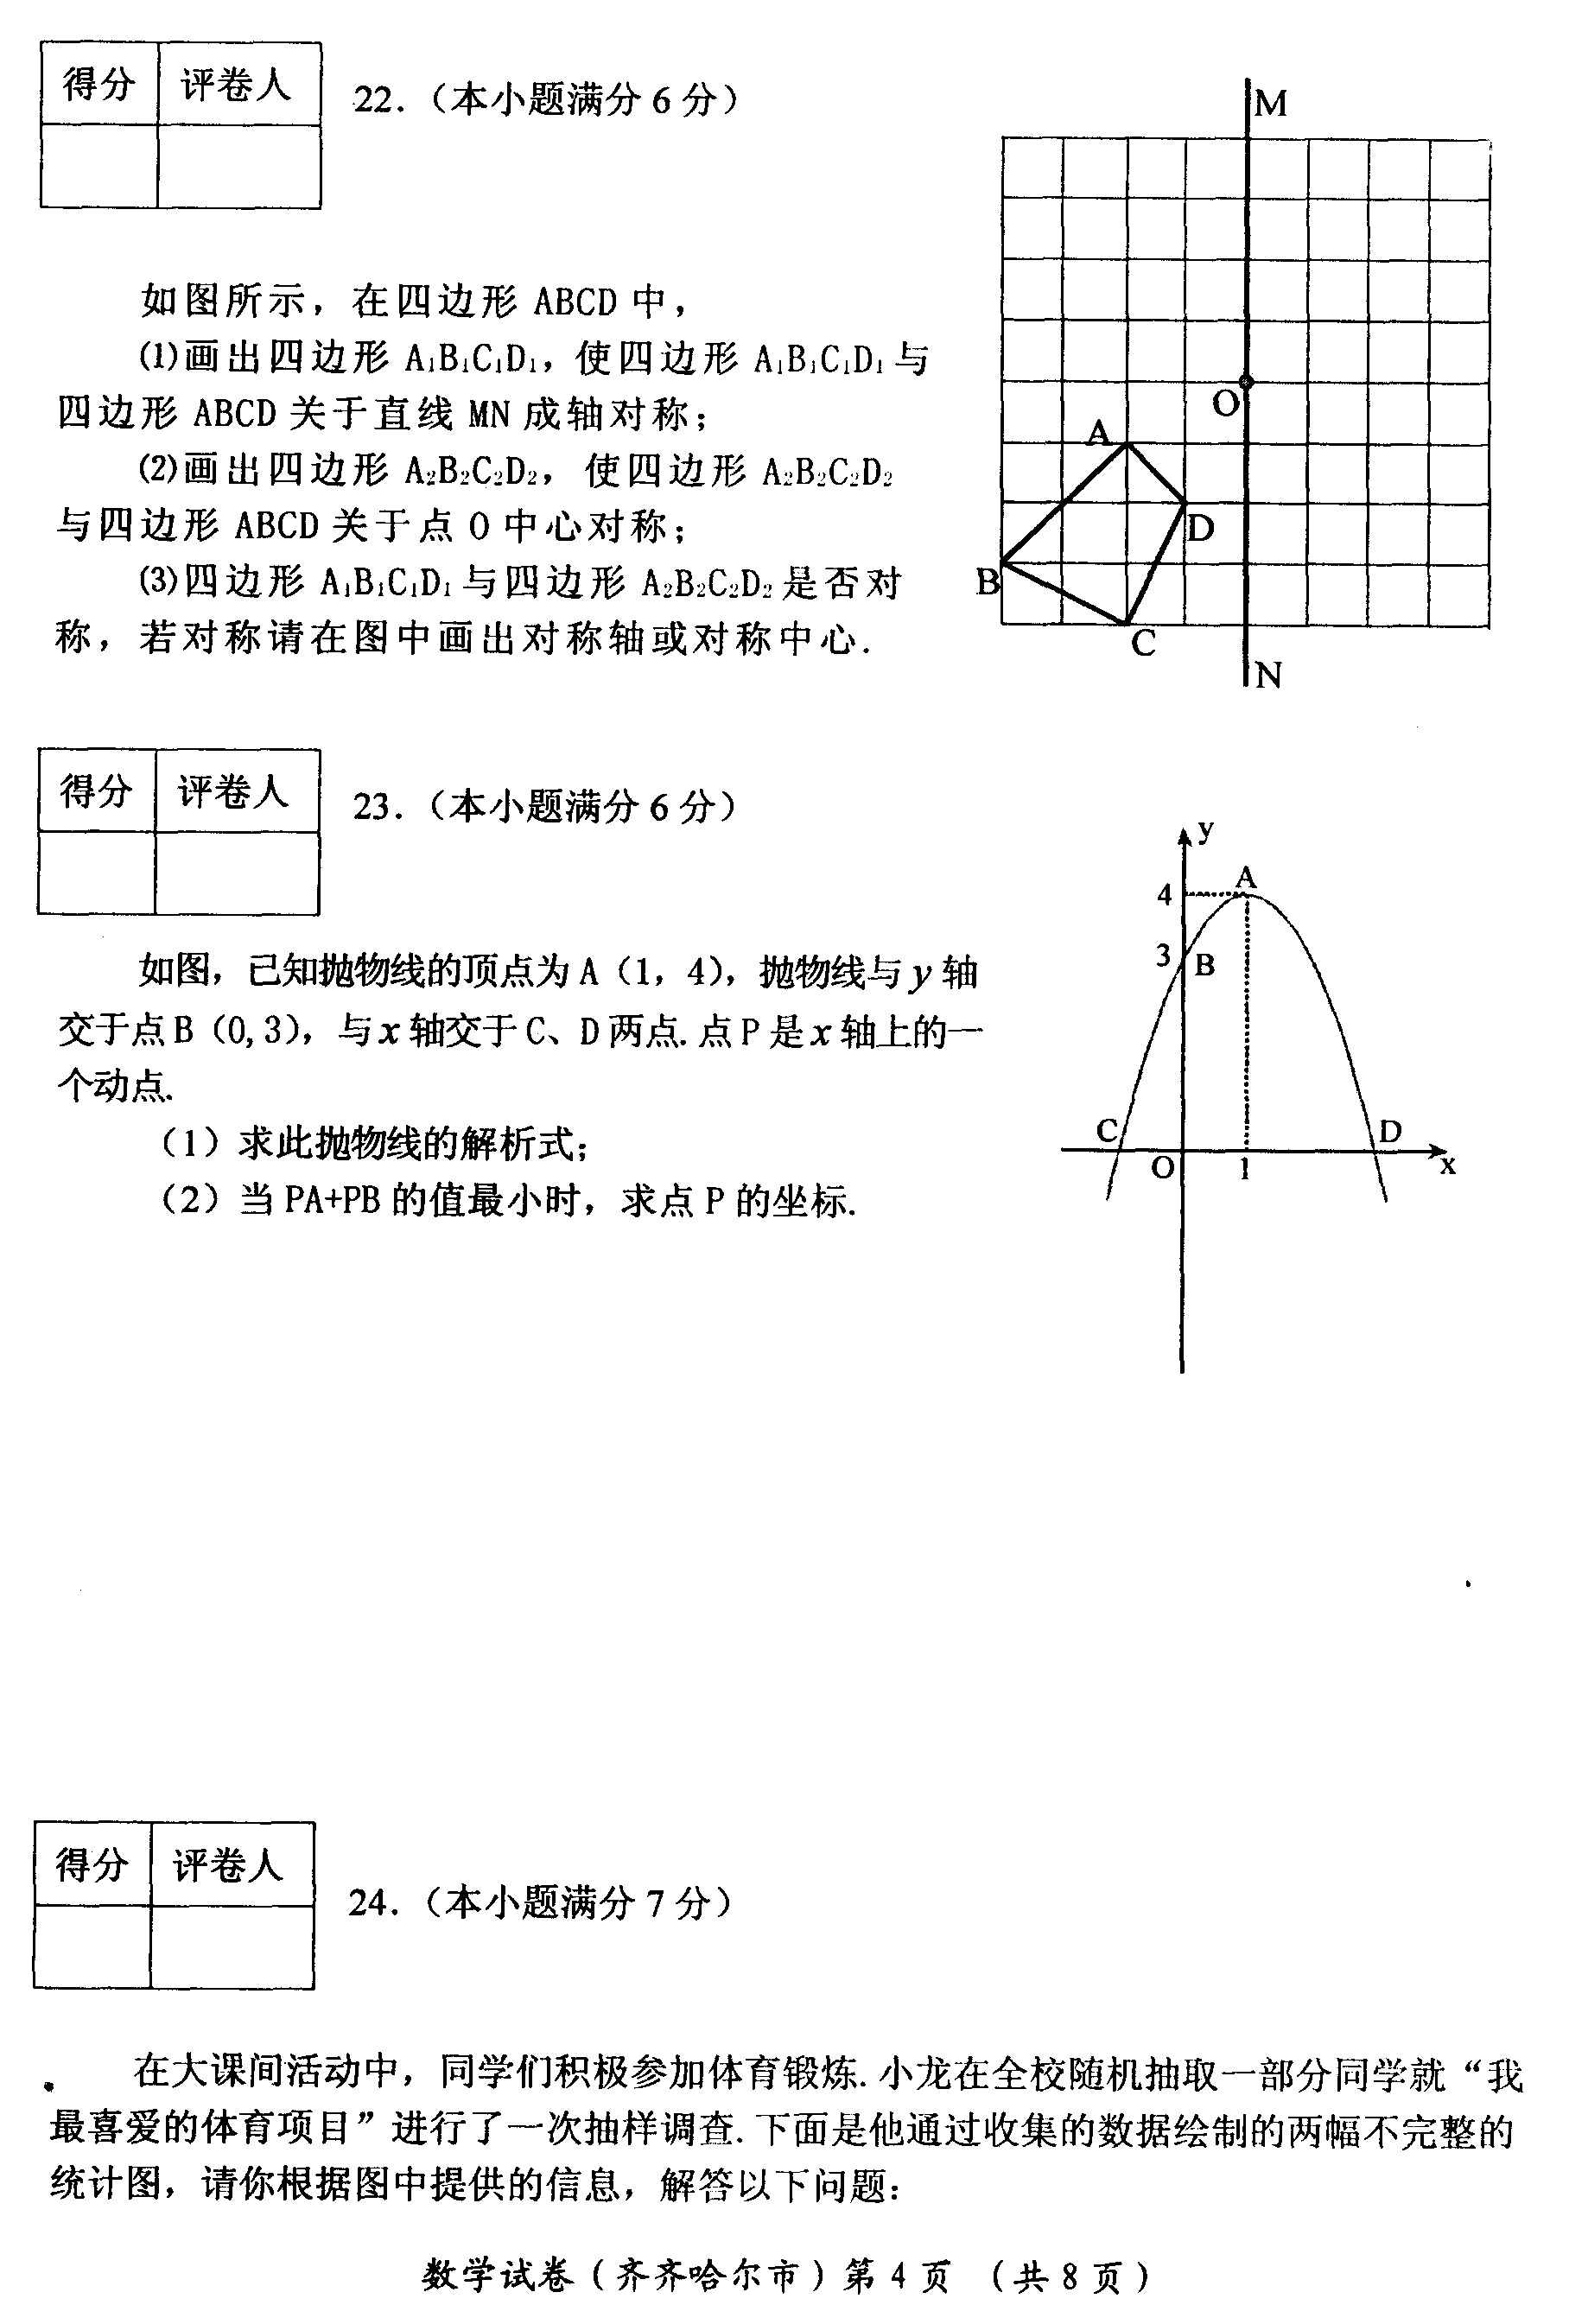 得分 评卷人
22.（本小题满分 6 分）
如图所示，在四边形 ABCD 中，
⑴画出四边形 A₁B₁C₁D₁，使四边形 A₁B₁C₁D₁ 与
四边形 ABCD 关于直线 MN 成轴对称；
⑵画出四边形 A₂B₂C₂D₂，使四边形 A₂B₂C₂D₂
与四边形 ABCD 关于点 O 中心对称；
⑶四边形 A₁B₁C₁D₁ 与四边形 A₂B₂C₂D₂ 是否对
称，若对称请在图中画出对称轴或对称中心.
M
O
A
D
B
C
N
得分 评卷人
23.（本小题满分 6 分）
如图，已知抛物线的顶点为 A（1，4），抛物线与 y 轴
交于点 B（0,3），与 x 轴交于 C、D 两点. 点 P 是 x 轴上的一
个动点.
（1）求此抛物线的解析式；
（2）当 PA+PB 的值最小时，求点 P 的坐标.
y
A
4
3
B
C
D
O
1
x
得分 评卷人
24.（本小题满分 7 分）
在大课间活动中，同学们积极参加体育锻炼. 小龙在全校随机抽取一部分同学就“我
最喜爱的体育项目”进行了一次抽样调查. 下面是他通过收集的数据绘制的两幅不完整的
统计图，请你根据图中提供的信息，解答以下问题：
数学试卷（齐齐哈尔市）第 4 页 （共 8 页）